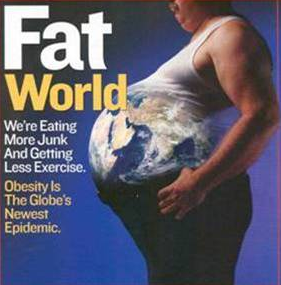 Fat
World
We're Eating
More Junk
And Getting
Less Exercise.
Obesity Is
The Globe's
Newest
Epidemic.